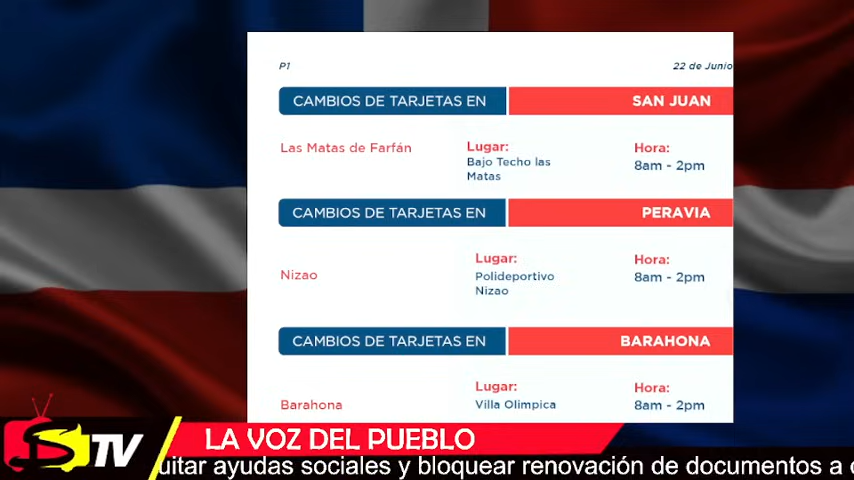 P1
22 de Junio
CAMBIOS DE TARJETAS EN SAN JUAN
Las Matas de Farfán
Lugar:
Bajo Techo las
Matas
Hora:
8am - 2pm
CAMBIOS DE TARJETAS EN PERAVIA
Nizao
Lugar:
Polideportivo
Nizao
Hora:
8am - 2pm
CAMBIOS DE TARJETAS EN BARAHONA
Barahona
Lugar:
Villa Olimpica
Hora:
8am - 2pm
STV
LA VOZ DEL PUEBLO
ayudas sociales y bloquear renovación de documentos a